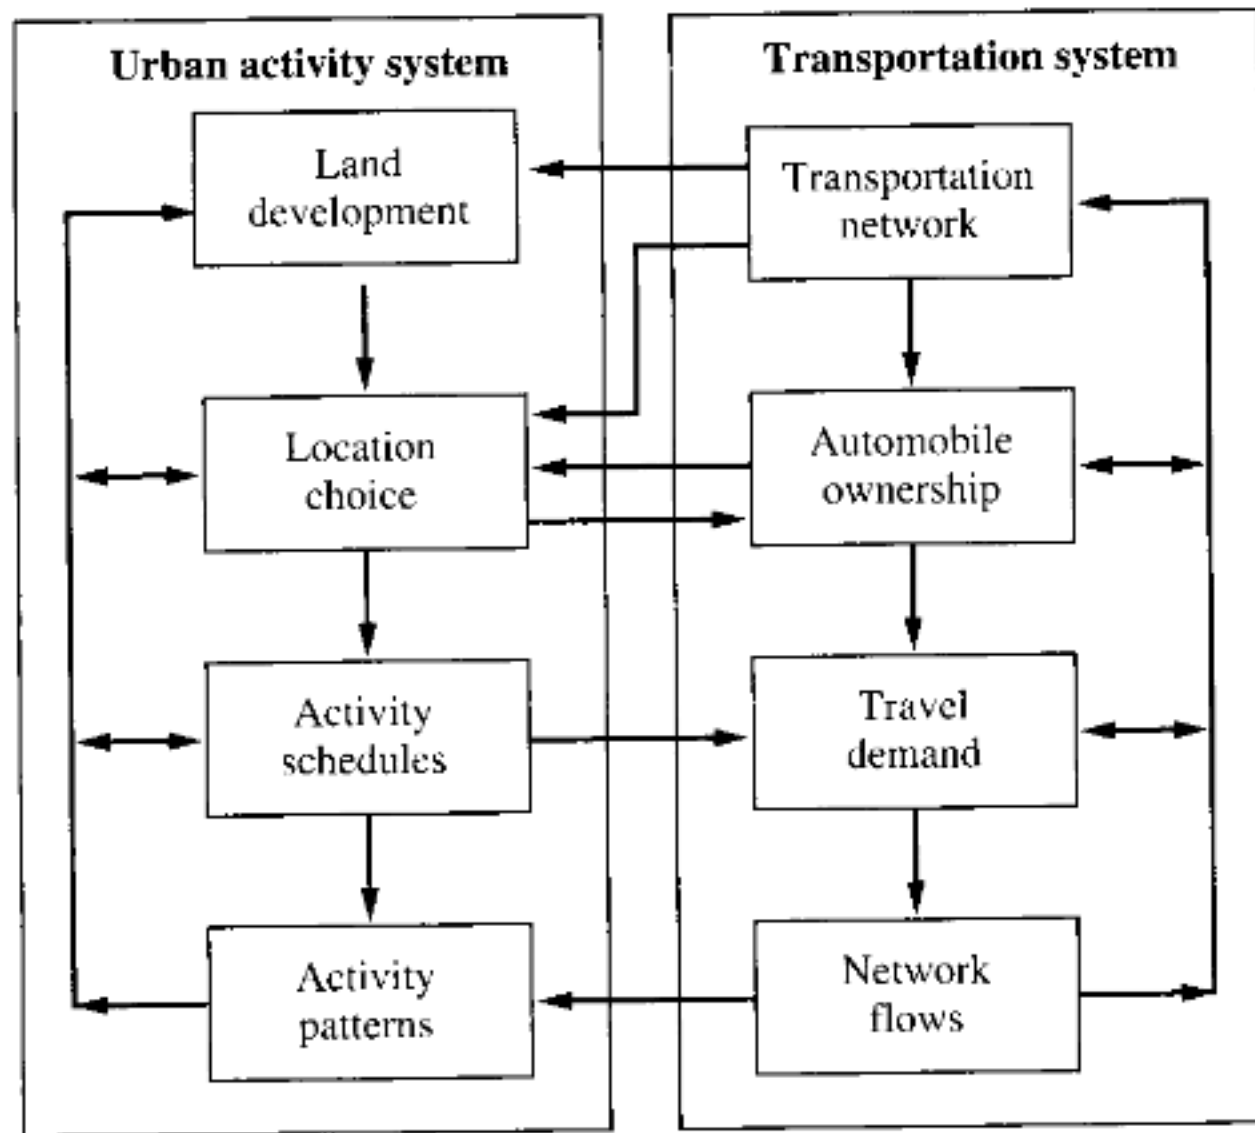 Urban activity system
Land
development
Location
choice
Activity
schedules
Activity
patterns
Transportation system
Transportation
network
Automobile
ownership
Travel
demand
Network
flows